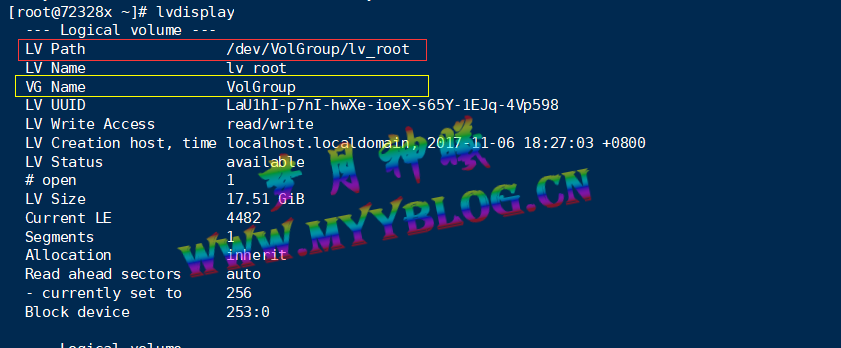 [root@72328x ~]# lvdisplay
--- Logical volume ---
LV Path /dev/VolGroup/lv_root
LV Name lv_root
VG Name VolGroup
LV UUID LaU1hI-p7nI-hwXe-ioeX-s65Y-1EJq-4Vp598
LV Write Access read/write
LV Creation host, time localhost.localdomain, 2017-11-06 18:27:03 +0800
LV Status available
# open 1
LV Size 17.51 GiB
Current LE 4482
Segments 1
Allocation inherit
Read ahead sectors auto
- currently set to 256
Block device 253:0
Logical volume
WWW.MYYBLOG.CN